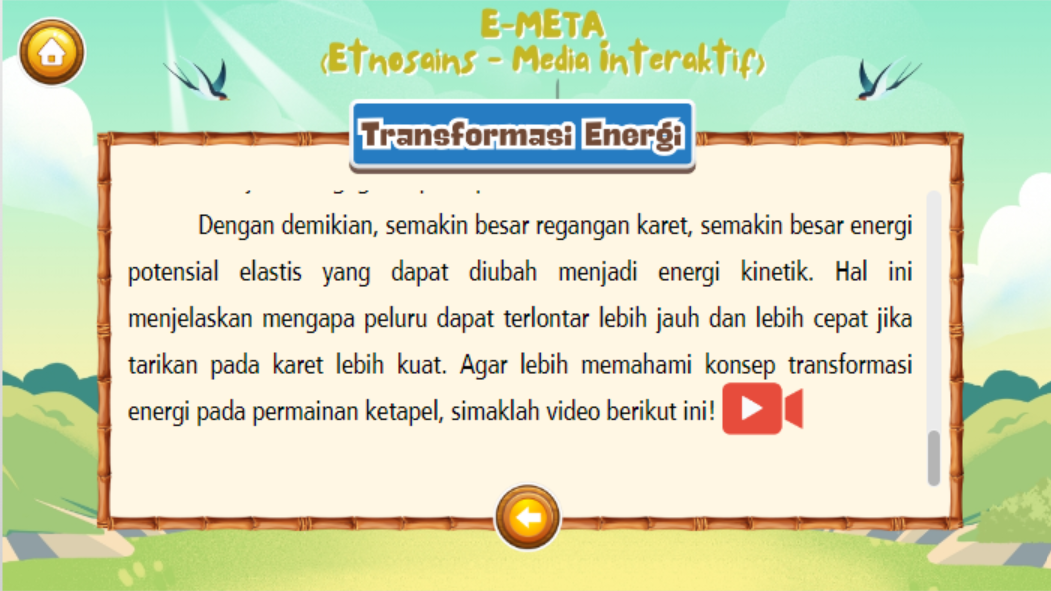 E-META
(Etnosains - Media interaktif)
Transformasi Energi
Dengan demikian, semakin besar regangan karet, semakin besar energi
potensial elastis yang dapat diubah menjadi energi kinetik. Hal ini
menjelaskan mengapa peluru dapat terlontar lebih jauh dan lebih cepat jika
tarikan pada karet lebih kuat. Agar lebih memahami konsep transformasi
energi pada permainan ketapel, simaklah video berikut ini!